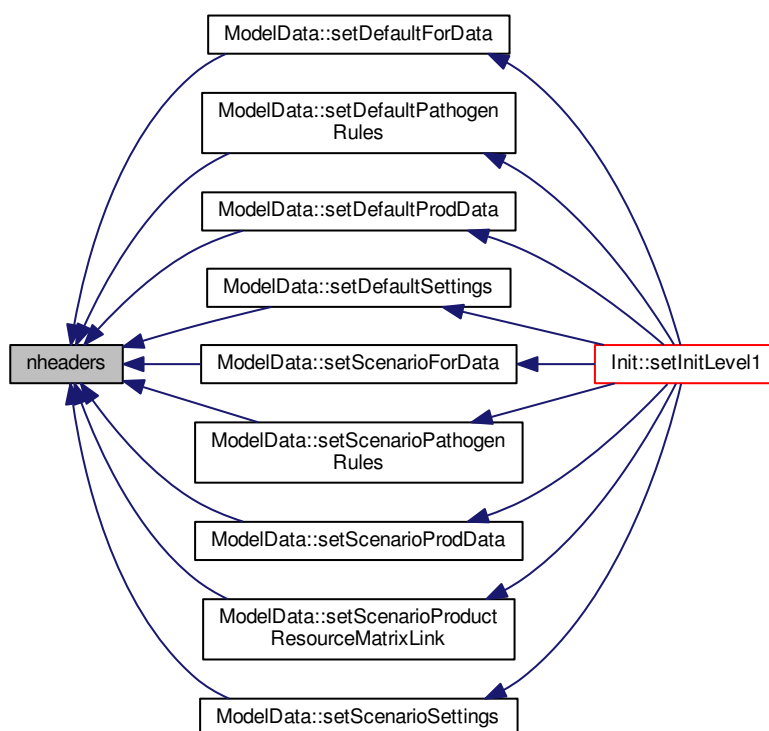 ModelData::setDefaultForData
ModelData::setDefaultPathogen
Rules
ModelData::setDefaultProdData
ModelData::setDefaultSettings
nheaders
ModelData::setScenarioForData
Init::setInitLevel1
ModelData::setScenarioPathogen
Rules
ModelData::setScenarioProdData
ModelData::setScenarioProduct
ResourceMatrixLink
ModelData::setScenarioSettings